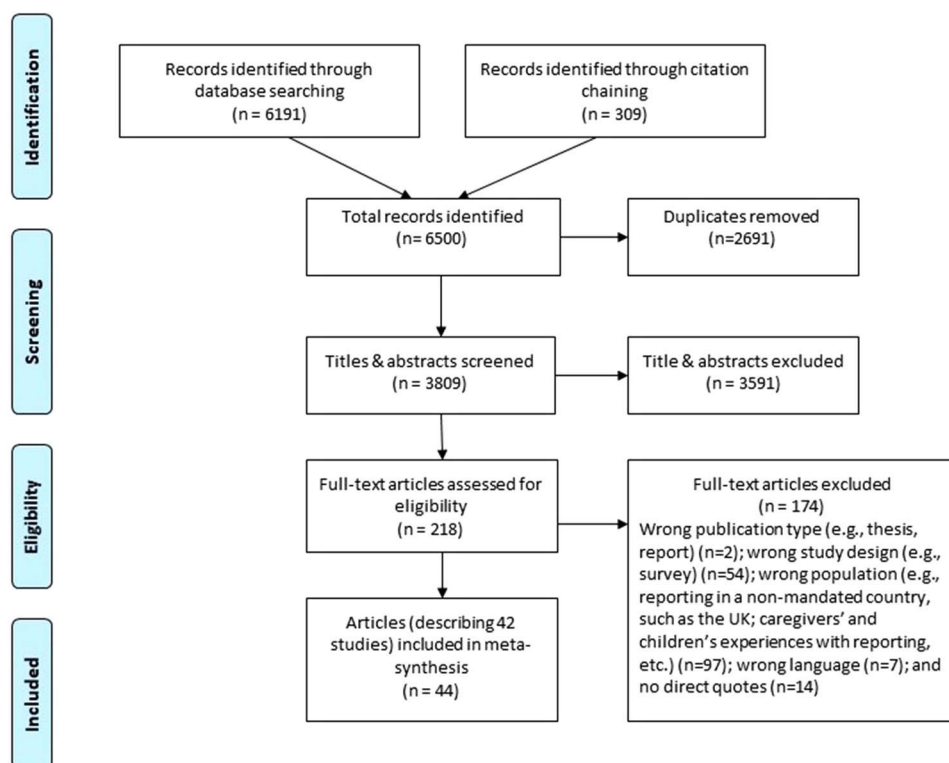 Identification
Records identified through
database searching
(n = 6191)
Records identified through citation
chaining
(n = 309)
Total records identified
(n= 6500)
Duplicates removed
(n=2691)
Screening
Titles & abstracts screened
(n = 3809)
Title & abstracts excluded
(n = 3591)
Eligibility
Full-text articles assessed for
eligibility
(n = 218)
Full-text articles excluded
(n = 174)
Wrong publication type (e.g., thesis,
report) (n=2); wrong study design (e.g.,
survey) (n=54); wrong population (e.g.,
reporting in a non-mandated country,
such as the UK; caregivers’ and
children’s experiences with reporting,
etc.) (n=97); wrong language (n=7); and
no direct quotes (n=14)
Included
Articles (describing 42
studies) included in meta-
synthesis
(n = 44)